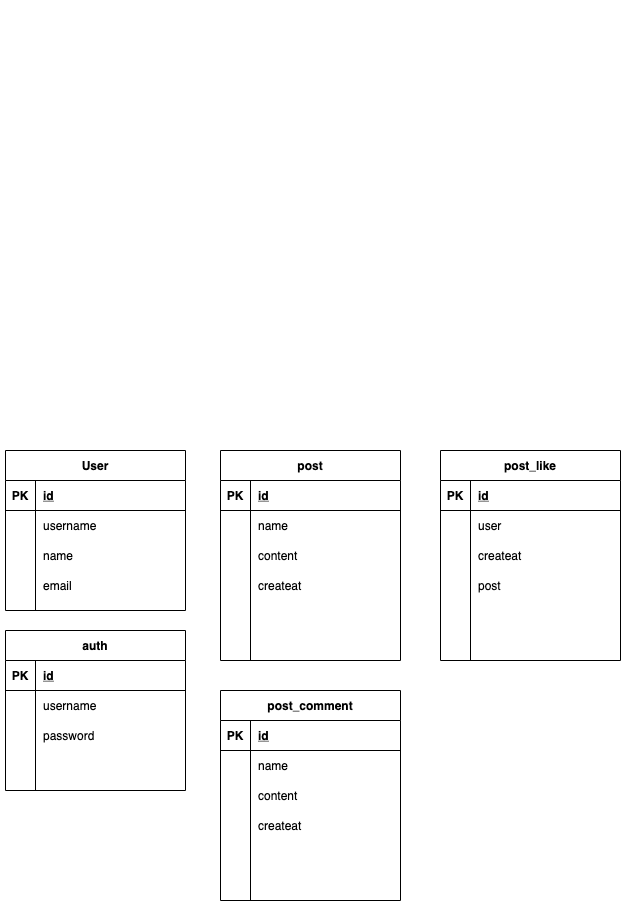 User
PK id
username
name
email
auth
PK id
username
password
post
PK id
name
content
createat
post_comment
PK id
name
content
createat
post_like
PK id
user
createat
post